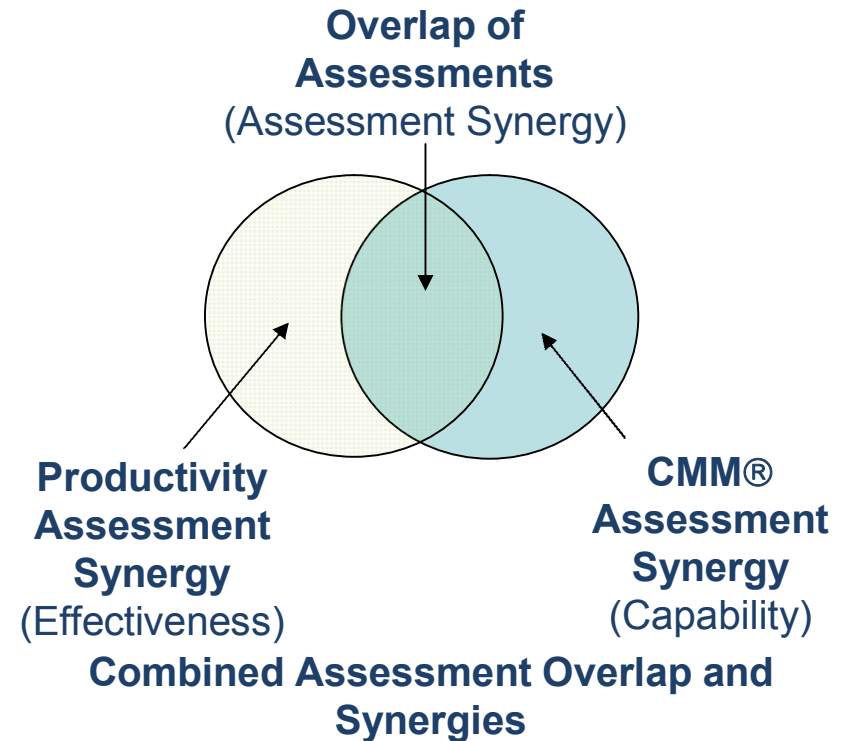 Overlap of
Assessments
(Assessment Synergy)
Productivity
Assessment
Synergy
(Effectiveness)
CMM®
Assessment
Synergy
(Capability)
Combined Assessment Overlap and
Synergies